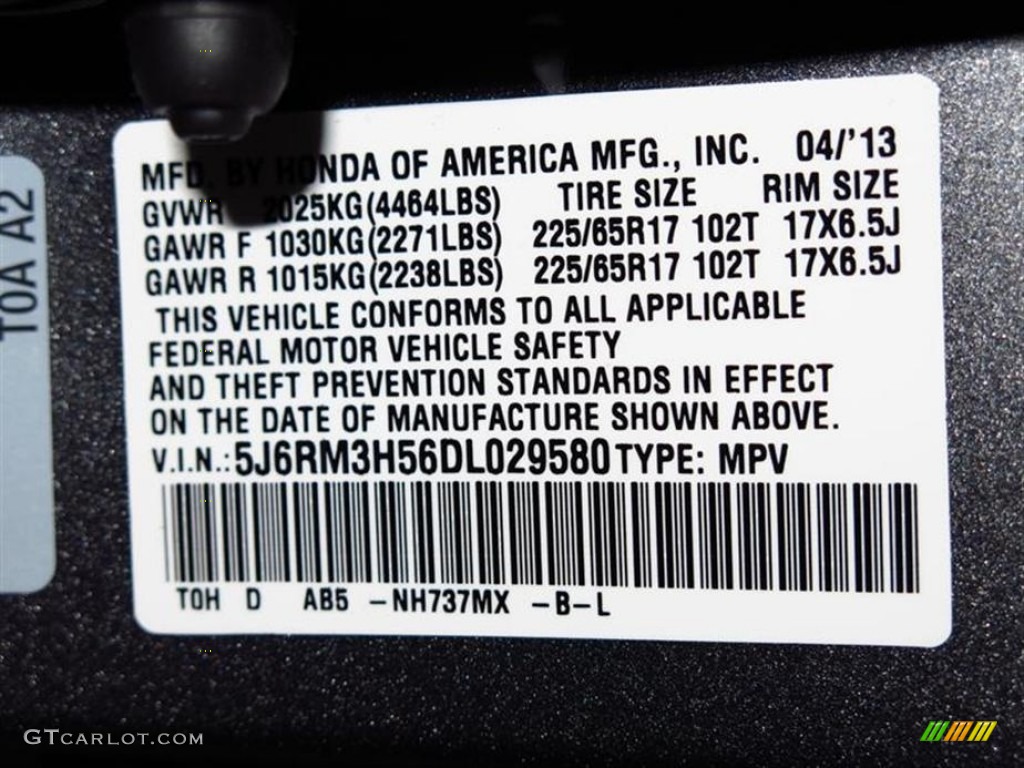 MFD. BY HONDA OF AMERICA MFG., INC. 04/'13
GVWR 2025KG(4464LBS) TIRE SIZE RIM SIZE
GAWR F 1030KG(2271LBS) 225/65R17 102T 17X6.5J
GAWR R 1015KG(2238LBS) 225/65R17 102T 17X6.5J
THIS VEHICLE CONFORMS TO ALL APPLICABLE
FEDERAL MOTOR VEHICLE SAFETY
AND THEFT PREVENTION STANDARDS IN EFFECT
ON THE DATE OF MANUFACTURE SHOWN ABOVE.
V.I.N.: 5J6RM3H56DL029580 TYPE: MPV
T0H D AB5 -NH737MX -B-L
T0A A2
GTCARLOT.COM